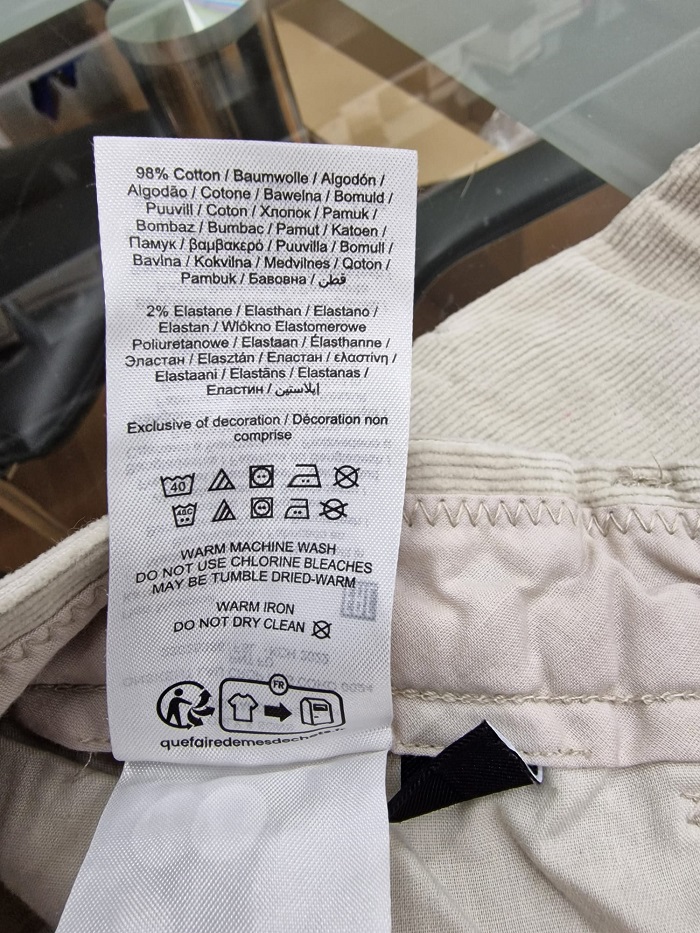 98% Cotton / Baumwolle / Algodón /
Algodão / Cotone / Bawełna / Bomuld /
Puuvill / Coton / Хлопок / Pamuk /
Bombaz / Bumbac / Pamut / Katoen /
Памук / βαμβακερό / Puuvilla / Bomull /
Bavlna / Kokvilna / Medvilnes / Qoton /
Pambuk / Бавовна / قطن
2% Elastane / Elasthan / Elastano /
Elastan / Włókno Elastomerowe
Poliuretanowe / Elastaan / Élasthanne /
Эластан / Elasztán / Еластан / ελαστίνη /
Elastaani / Elastāns / Elastanas /
Еластин / إيلاستين
Exclusive of decoration / Décoration non
comprise
40
40C
WARM MACHINE WASH
DO NOT USE CHLORINE BLEACHES
MAY BE TUMBLE DRIED-WARM
WARM IRON
DO NOT DRY CLEAN
FR